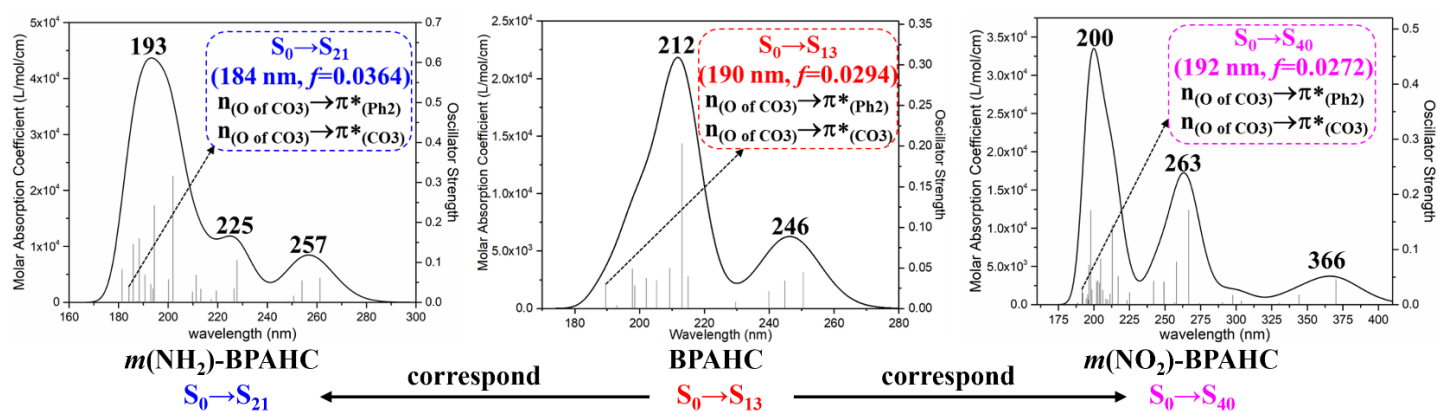 Molar Absorption Coefficient (L/mol/cm)
5x10⁴
4x10⁴
3x10⁴
2x10⁴
1x10⁴
0
193
225
257
S₀→S₂₁
(184 nm, f=0.0364)
n(O of CO3)→π*(Ph2)
n(O of CO3)→π*(CO3)
0.7
0.6
0.5
0.4
0.3
0.2
0.1
0.0
Oscillator Strength
160 180 200 220 240 260 280 300
wavelength (nm)
m(NH₂)-BPAHC
S₀→S₂₁
Molar Absorption Coefficient (L/mol/cm)
2.5x10⁴
2.0x10⁴
1.5x10⁴
1.0x10⁴
5.0x10³
0.0
212
246
S₀→S₁₃
(190 nm, f=0.0294)
n(O of CO3)→π*(Ph2)
n(O of CO3)→π*(CO3)
0.35
0.30
0.25
0.20
0.15
0.10
0.05
0.00
Oscillator Strength
180 200 220 240 260 280
Wavelength (nm)
BPAHC
S₀→S₁₃
correspond
correspond
Molar Absorption Coefficient (L/mol/cm)
3.5x10⁴
3.0x10⁴
2.5x10⁴
2.0x10⁴
1.5x10⁴
1.0x10⁴
5.0x10³
0.0
200
263
366
S₀→S₄₀
(192 nm, f=0.0272)
n(O of CO3)→π*(Ph2)
n(O of CO3)→π*(CO3)
0.5
0.4
0.3
0.2
0.1
0.0
Oscillator Strength
175 200 225 250 275 300 325 350 375 400
wavelength (nm)
m(NO₂)-BPAHC
S₀→S₄₀